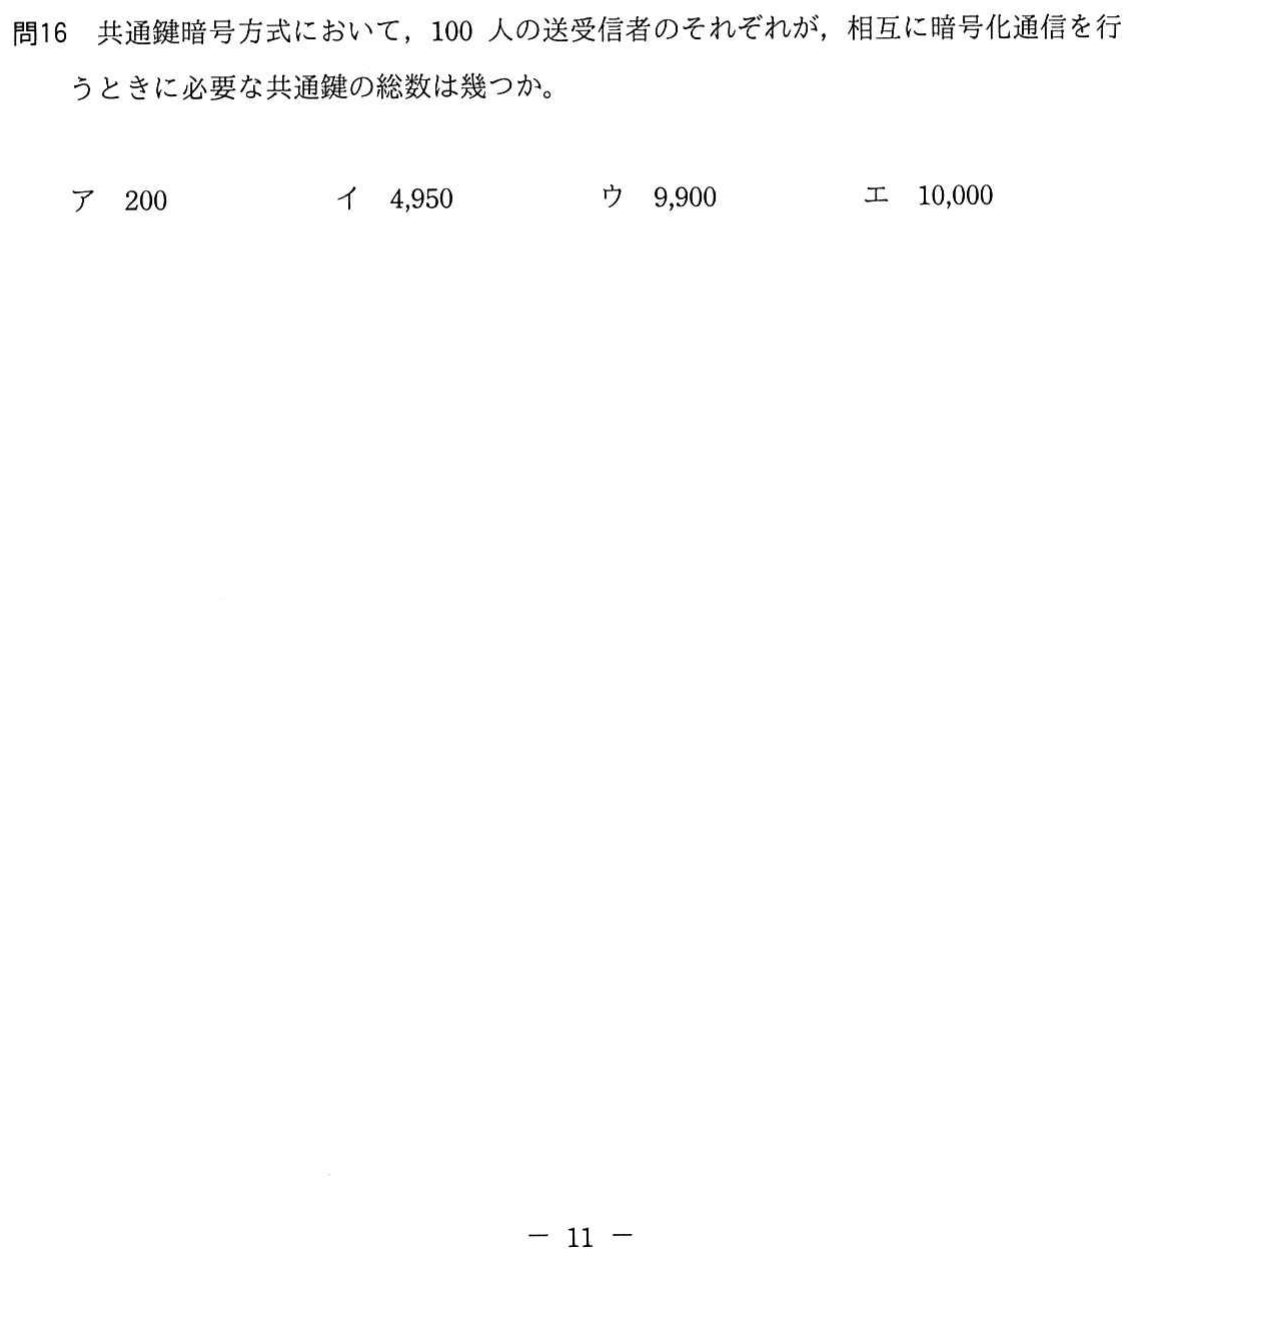 問16　共通鍵暗号方式において，100 人の送受信者のそれぞれが，相互に暗号化通信を行
うときに必要な共通鍵の総数は幾つか。
ア　200　イ　4,950　ウ　9,900　エ　10,000
－ 11 －